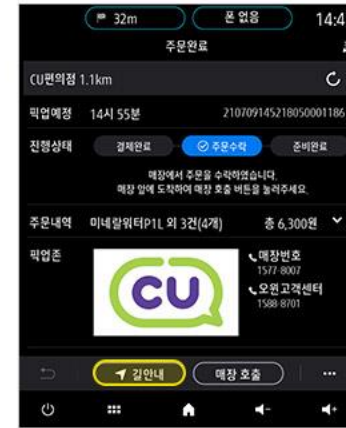 32m 폰 없음 14:4
주문완료
CU편의점 1.1km
픽업예정 14시 55분 210709145218050001186
진행상태 결제완료 주문수락 준비완료
매장에서 주문을 수락하였습니다.
매장 앞에 도착하여 매장 호출 버튼을 눌러주세요.
주문내역 미네랄워터P1L 외 3건(4개) 총 6,300원
픽업존 CU 매장번호
1577-8007
오윈고객센터
1588-8701
길안내 매장 호출 ...